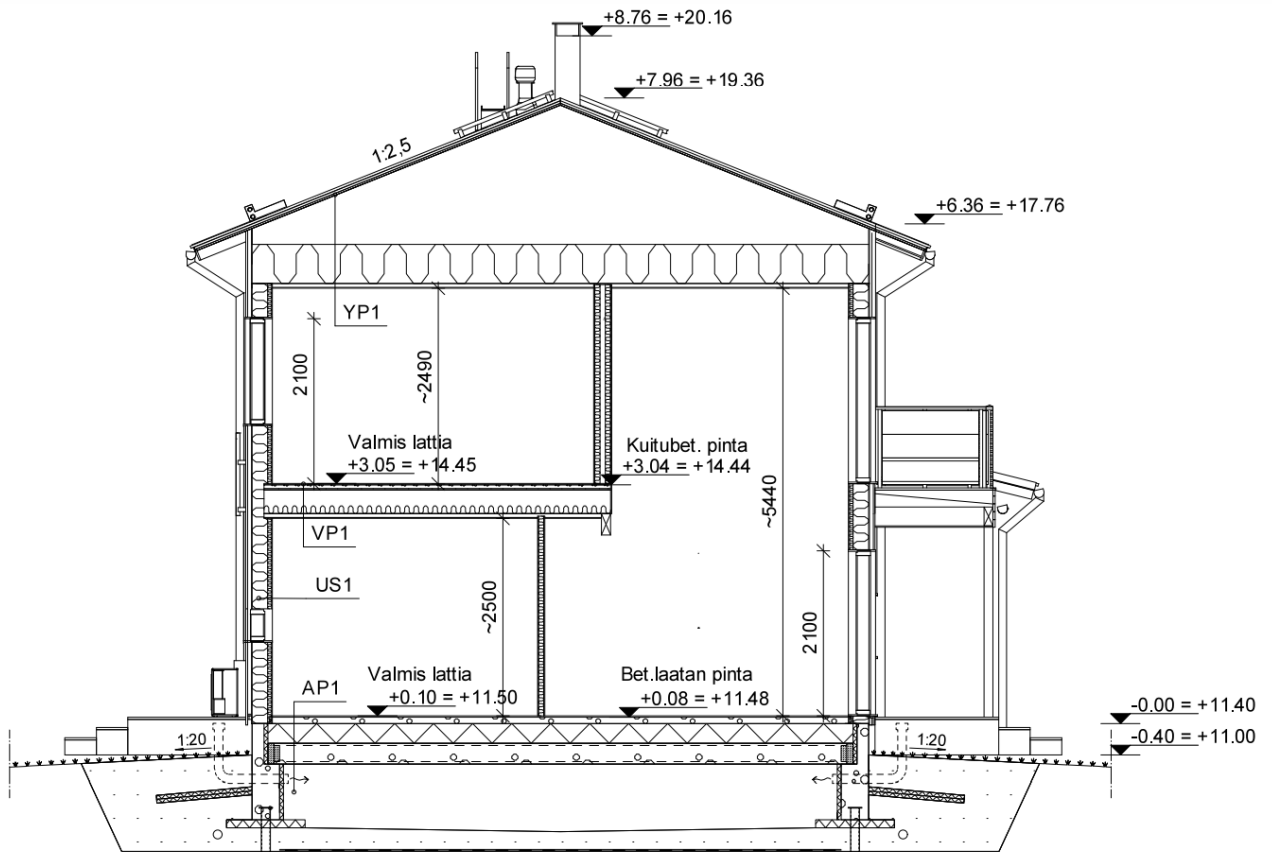 +8.76 = +20.16
+7.96 = +19.36
1:2,5
+6.36 = +17.76
YP1
2100
~2490
Valmis lattia
+3.05 = +14.45
Kuitubet. pinta
+3.04 = +14.44
~5440
VP1
US1
~2500
2100
Valmis lattia
+0.10 = +11.50
Bet.laatan pinta
+0.08 = +11.48
AP1
-0.00 = +11.40
-0.40 = +11.00
1:20
1:20